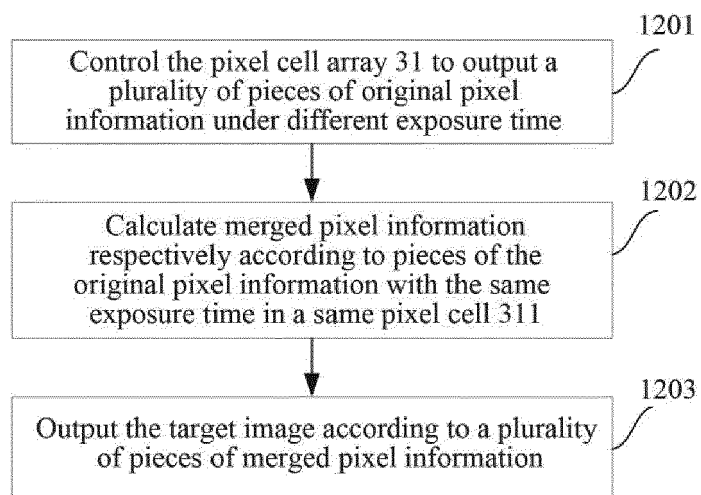 1201
Control the pixel cell array 31 to output a
plurality of pieces of original pixel
information under different exposure time
1202
Calculate merged pixel information
respectively according to pieces of the
original pixel information with the same
exposure time in a same pixel cell 311
1203
Output the target image according to a plurality
of pieces of merged pixel information